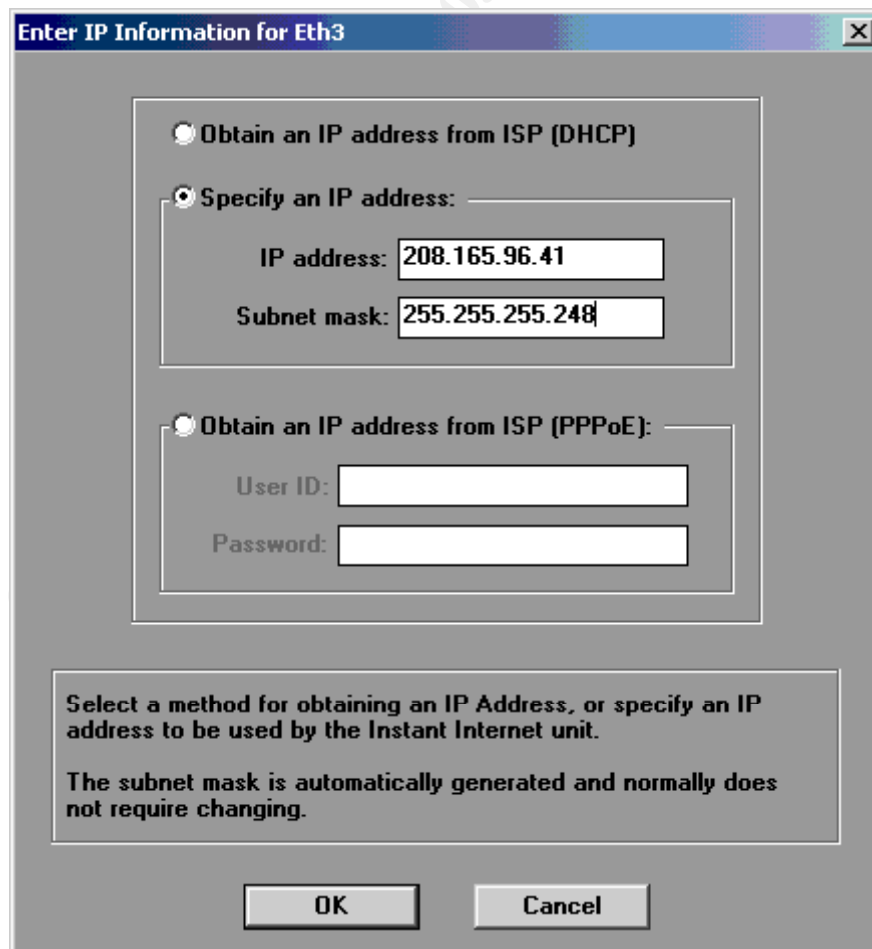 Enter IP Information for Eth3
Obtain an IP address from ISP (DHCP)
Specify an IP address:
IP address: 208.165.96.41
Subnet mask: 255.255.255.248
Obtain an IP address from ISP (PPPoE):
User ID:
Password:
Select a method for obtaining an IP Address, or specify an IP
address to be used by the Instant Internet unit.
The subnet mask is automatically generated and normally does
not require changing.
OK Cancel